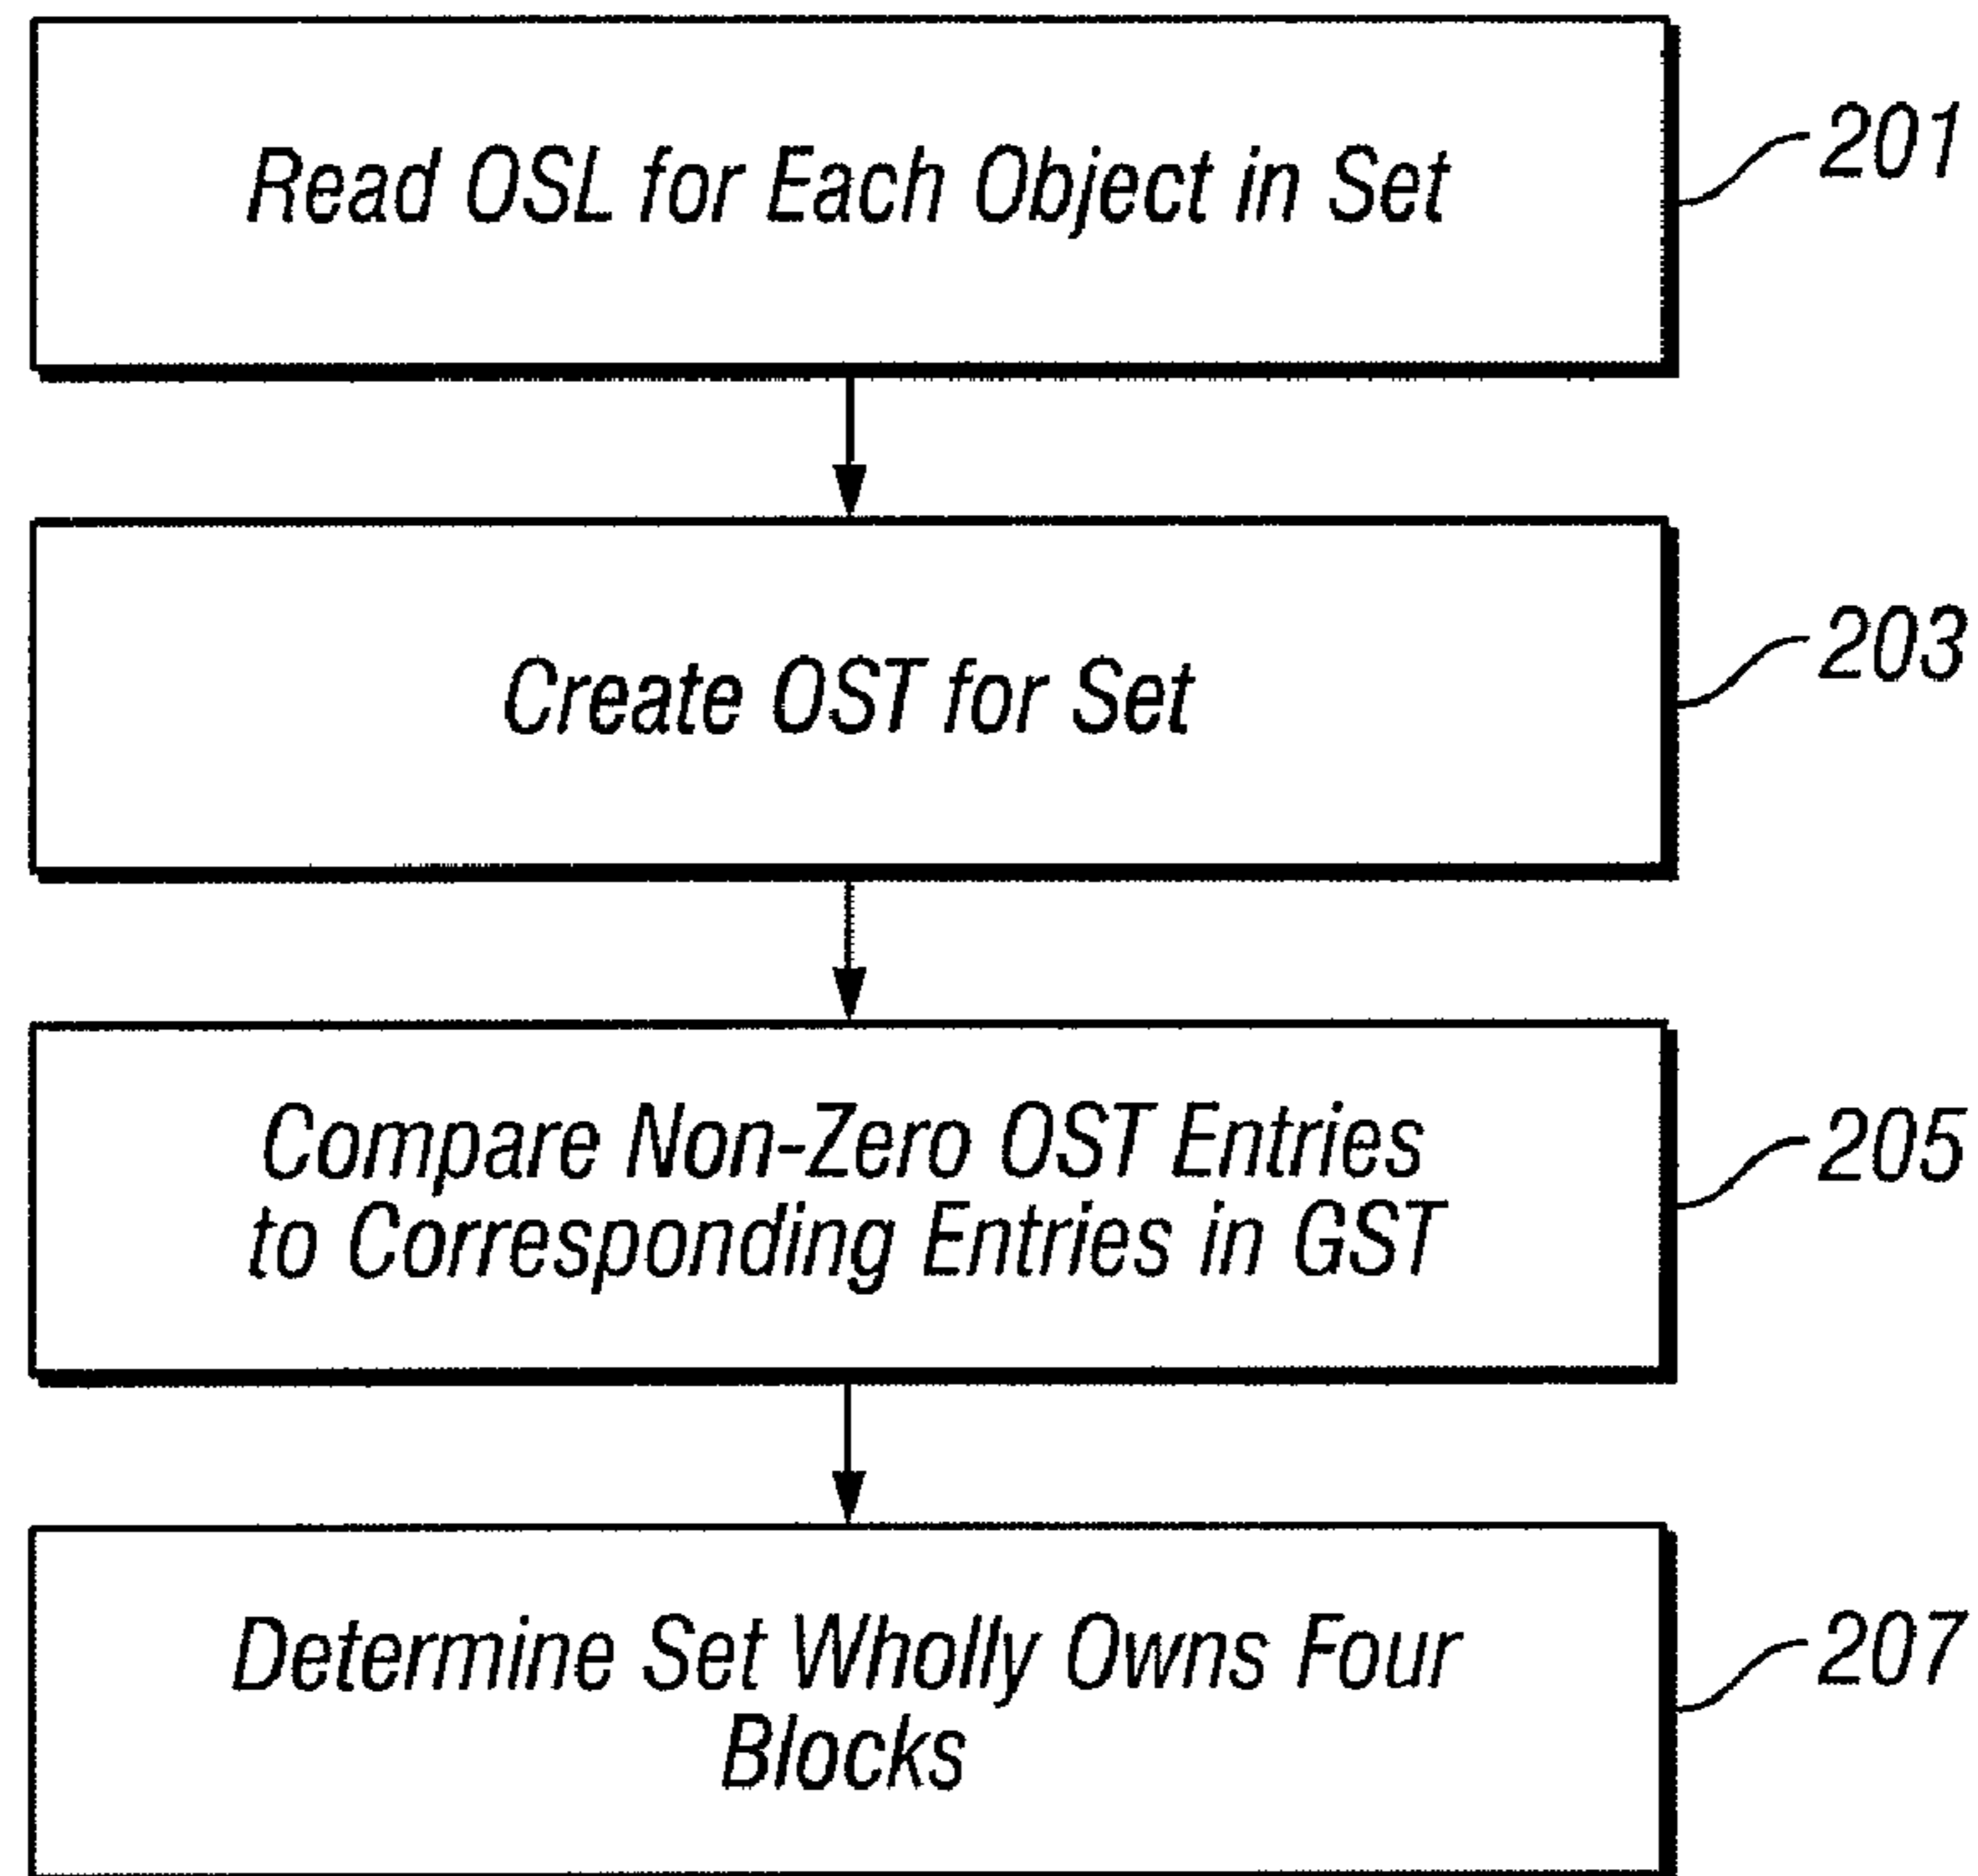 Read OSL for Each Object in Set
201
Create OST for Set
203
Compare Non-Zero OST Entries
to Corresponding Entries in GST
205
Determine Set Wholly Owns Four
Blocks
207